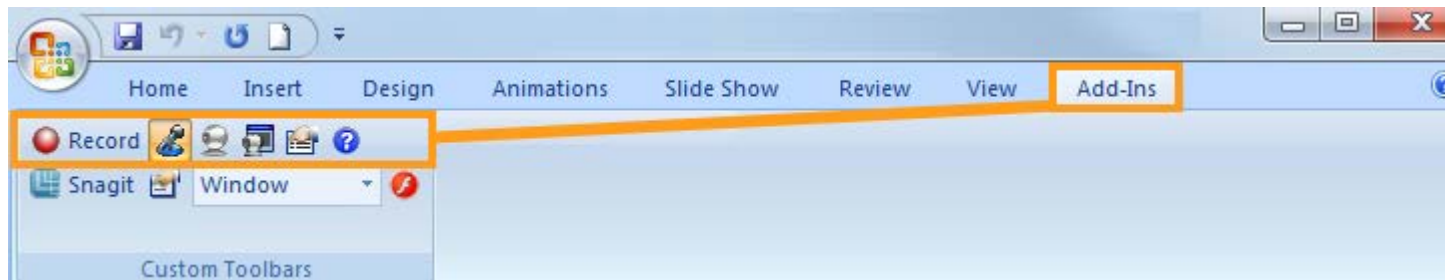 Home Insert Design Animations Slide Show Review View Add-Ins
Record
Snagit Window
Custom Toolbars